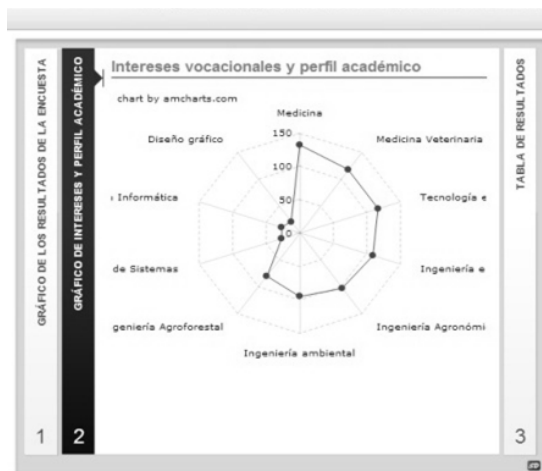 GRÁFICO DE LOS RESULTADOS DE LA ENCUESTA
1
GRÁFICO DE INTERESES Y PERFIL ACADÉMICO
2
Intereses vocacionales y perfil académico
chart by amcharts.com
Medicina
150
100
50
0
Diseño gráfico
Medicina Veterinaria
Informática
Tecnología e
de Sistemas
Ingeniería e
geniería Agroforestal
Ingeniería Agronómi
Ingeniería ambiental
TABLA DE RESULTADOS
3